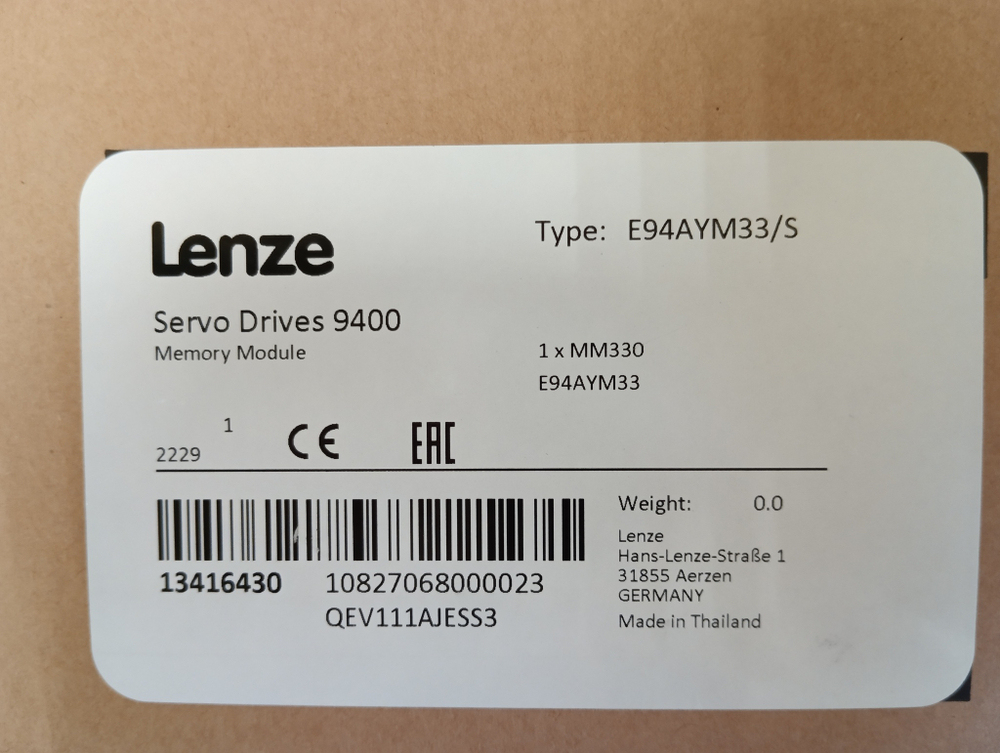 Lenze
Type: E94AYM33/S
Servo Drives 9400
Memory Module
1 x MM330
E94AYM33
1
2229
CE
EAC
13416430 10827068000023
QEV111AJESS3
Weight: 0.0
Lenze
Hans-Lenze-Straße 1
31855 Aerzen
GERMANY
Made in Thailand